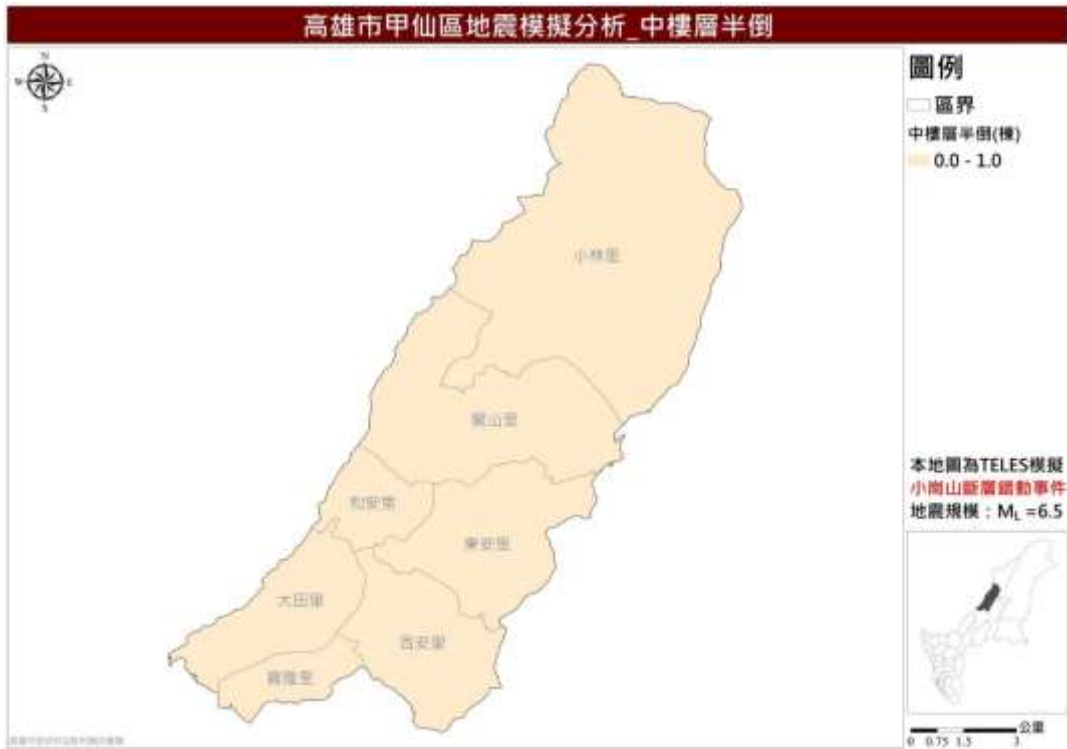 高雄市甲仙區地震模擬分析_中樓層半倒
N
W E
S
圖例
區界
中樓層半倒(棟)
0.0 - 1.0
小林里
關山里
和安里
東安里
大田里
西安里
寶隆里
本地圖為TELES模擬
小崗山斷層錯動事件
地震規模：ML =6.5
公里
0 0.75 1.5 3